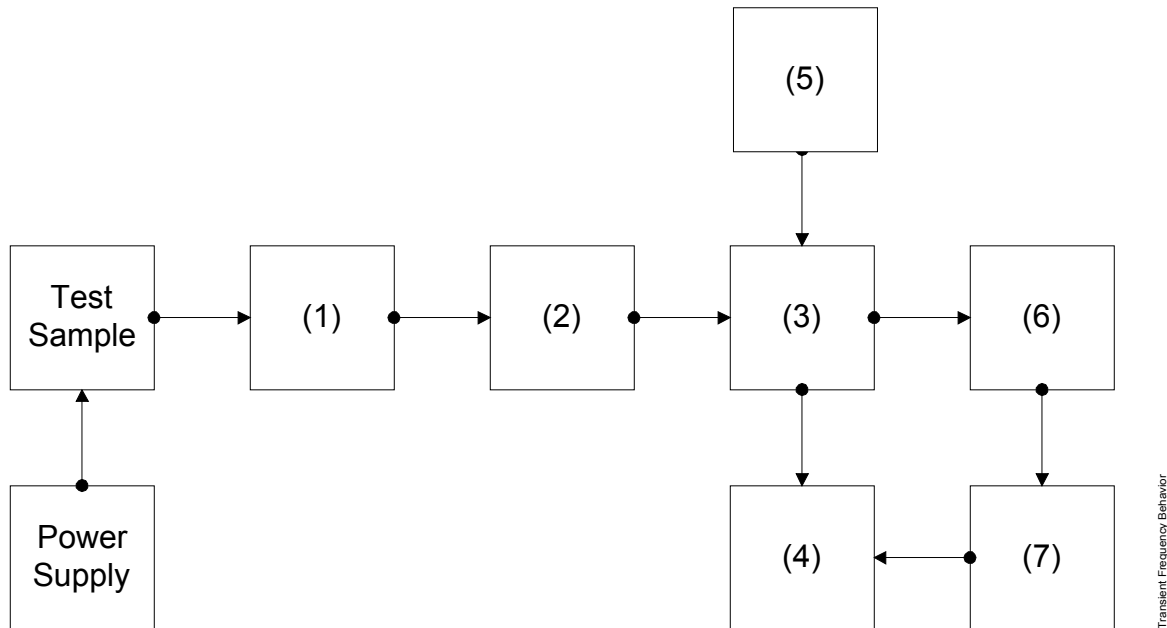 (5)
Test
Sample
(1)
(2)
(3)
(6)
Power
Supply
(4)
(7)
Transient Frequency Behavior